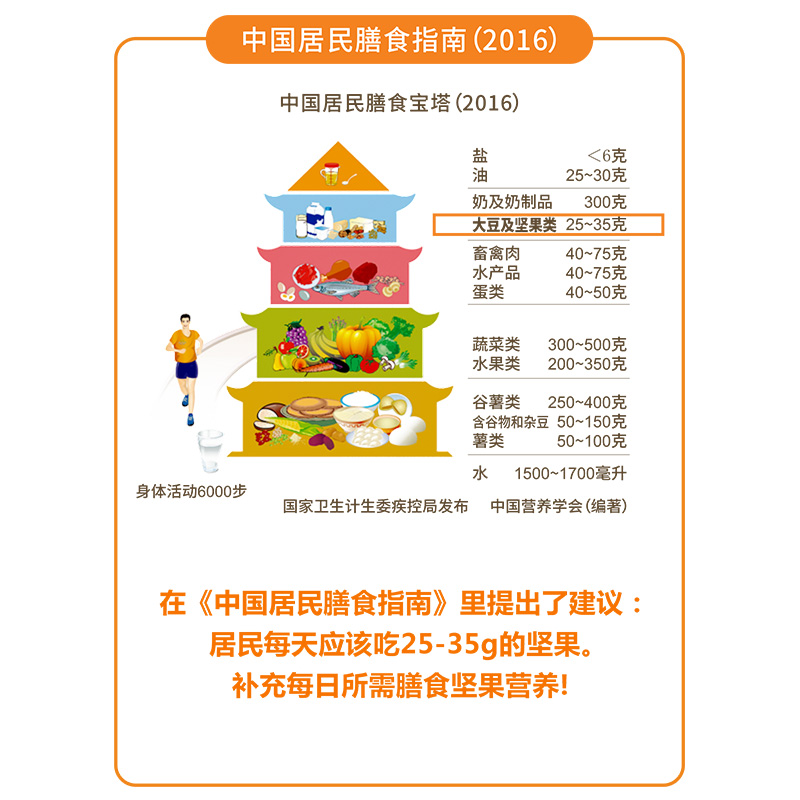 中国居民膳食指南(2016)
中国居民膳食宝塔(2016)
盐 <6克
油 25~30克
奶及奶制品 300克
大豆及坚果类 25~35克
畜禽肉 40~75克
水产品 40~75克
蛋类 40~50克
蔬菜类 300~500克
水果类 200~350克
谷薯类 250~400克
含谷物和杂豆 50~150克
薯类 50~100克
水 1500~1700毫升
身体活动6000步
国家卫生计生委疾控局发布 中国营养学会(编著)
在《中国居民膳食指南》里提出了建议:
居民每天应该吃25-35g的坚果。
补充每日所需膳食坚果营养!